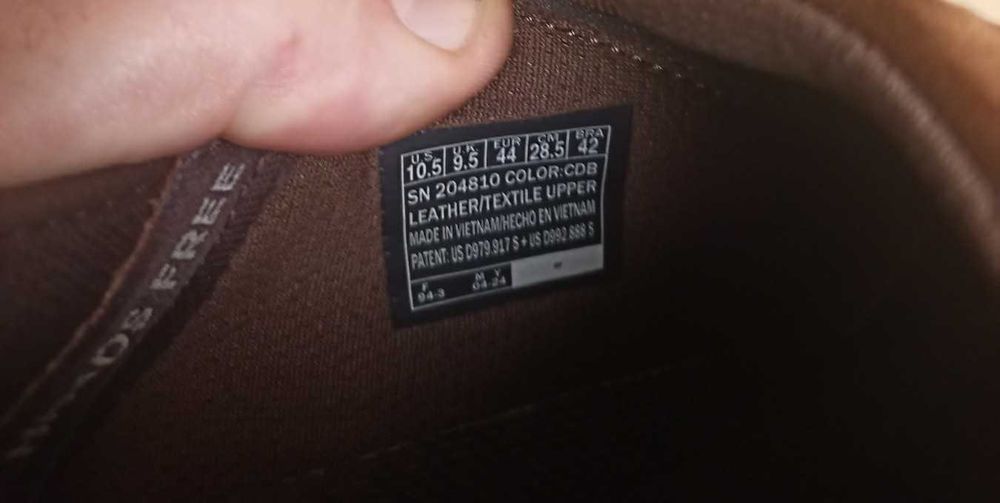 U.S. U.K. EUR CM BRA
10.5 9.5 44 28.5 42
SN 204810 COLOR:CDB
LEATHER/TEXTILE UPPER
MADE IN VIETNAM/HECHO EN VIETNAM
PATENT: US D979.917 S + US D992.888 S
F M Y
94-3 04-24
FREE